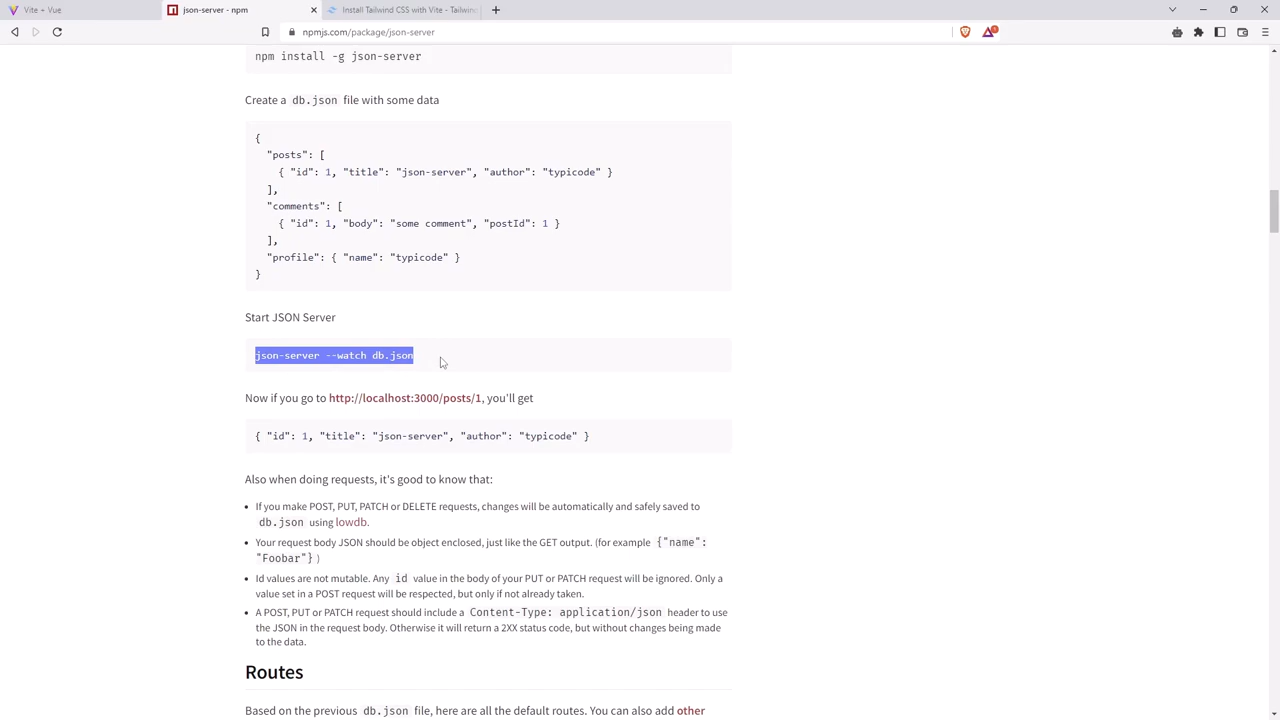 Vite + Vue
json-server - npm
Install Tailwind CSS with Vite - Tailwin
npmjs.com/package/json-server
npm install -g json-server
Create a db.json file with some data
{
  "posts": [
    { "id": 1, "title": "json-server", "author": "typicode" }
  ],
  "comments": [
    { "id": 1, "body": "some comment", "postId": 1 }
  ],
  "profile": { "name": "typicode" }
}
Start JSON Server
json-server --watch db.json
Now if you go to http://localhost:3000/posts/1, you'll get
{ "id": 1, "title": "json-server", "author": "typicode" }
Also when doing requests, it's good to know that:
• If you make POST, PUT, PATCH or DELETE requests, changes will be automatically and safely saved to
db.json using lowdb.
• Your request body JSON should be object enclosed, just like the GET output. (for example {"name":
"Foobar"} )
• Id values are not mutable. Any id value in the body of your PUT or PATCH request will be ignored. Only a
value set in a POST request will be respected, but only if not already taken.
• A POST, PUT or PATCH request should include a Content-Type: application/json header to use
the JSON in the request body. Otherwise it will return a 2XX status code, but without changes being made
to the data.
Routes
Based on the previous db.json file, here are all the default routes. You can also add other